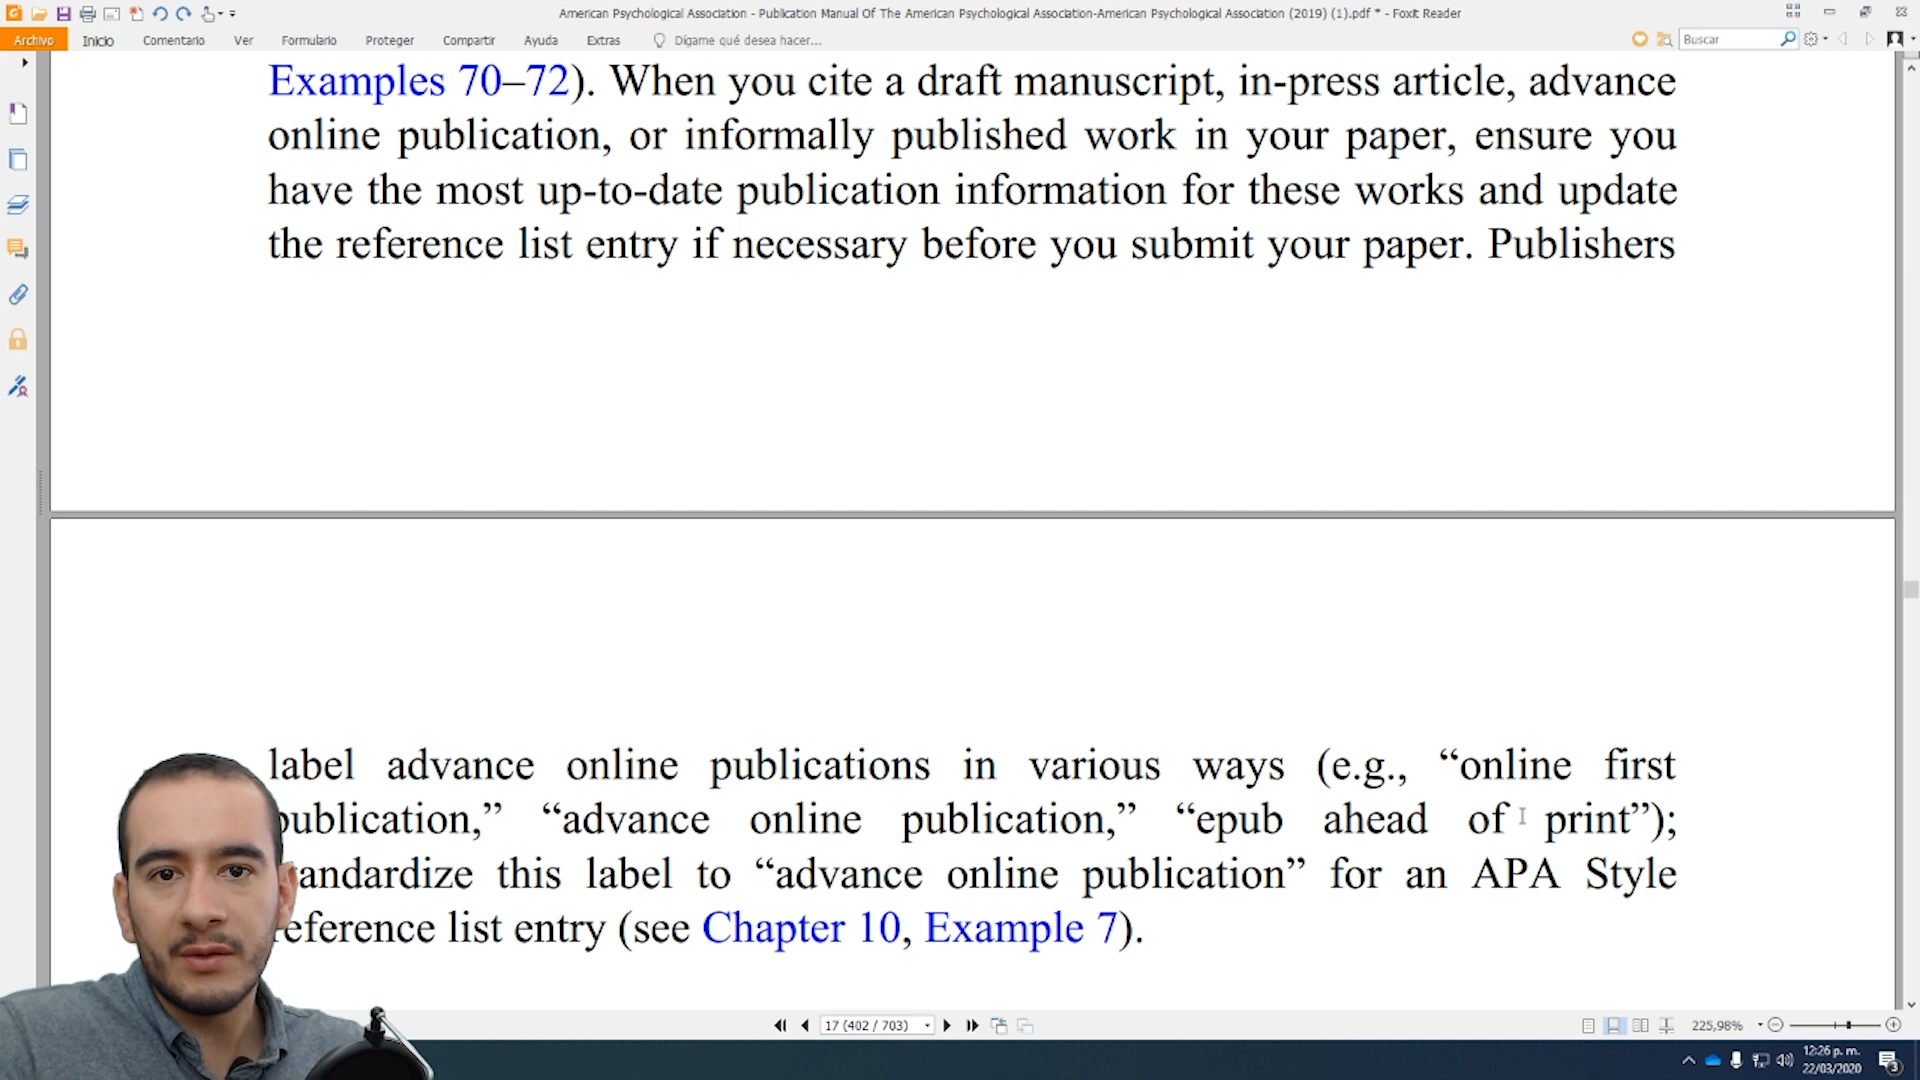 American Psychological Association - Publication Manual Of The American Psychological Association-American Psychological Association (2019) (1).pdf * - Foxit Reader
Archivo Inicio Comentario Ver Formulario Proteger Compartir Ayuda Extras Dígame qué desea hacer... Buscar
Examples 70–72). When you cite a draft manuscript, in-press article, advance
online publication, or informally published work in your paper, ensure you
have the most up-to-date publication information for these works and update
the reference list entry if necessary before you submit your paper. Publishers
label advance online publications in various ways (e.g., “online first
publication,” “advance online publication,” “epub ahead of print”);
andardize this label to “advance online publication” for an APA Style
eference list entry (see Chapter 10, Example 7).
17 (402 / 703) 225,98%
12:26 p. m.
22/03/2020
3